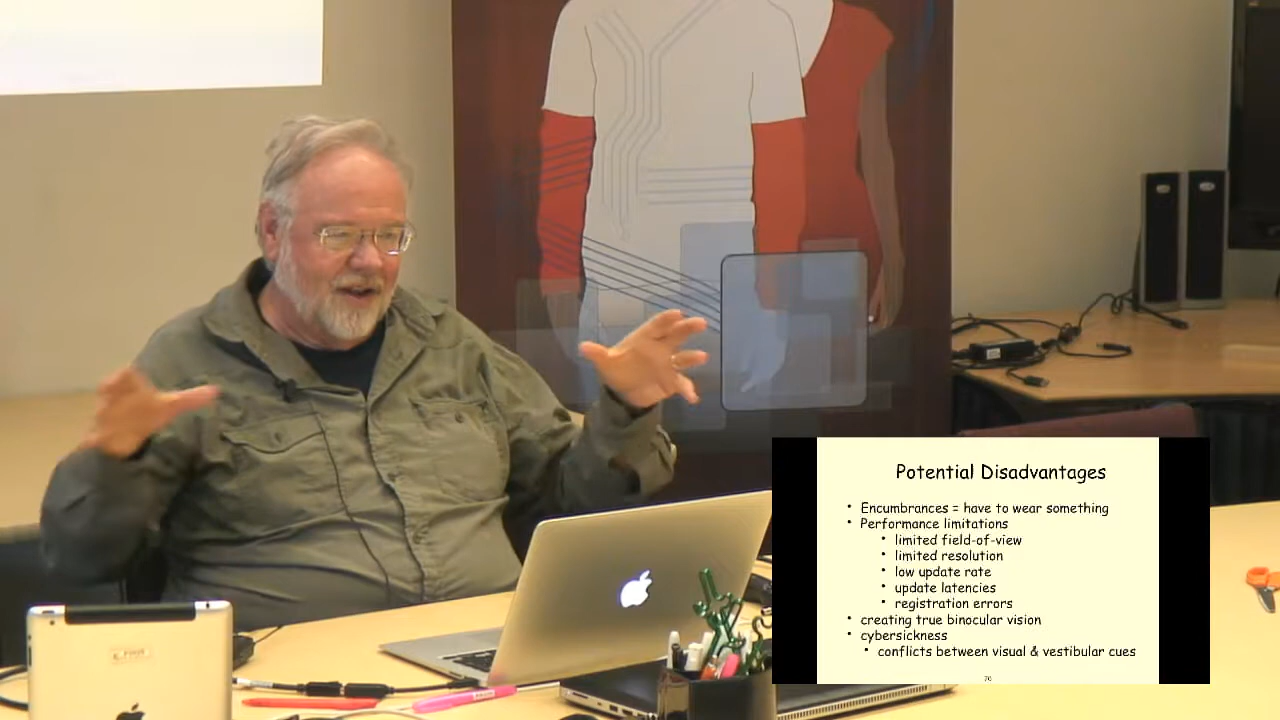 Potential Disadvantages
• Encumbrances = have to wear something
• Performance limitations
• limited field-of-view
• limited resolution
• low update rate
• update latencies
• registration errors
• creating true binocular vision
• cybersickness
• conflicts between visual & vestibular cues